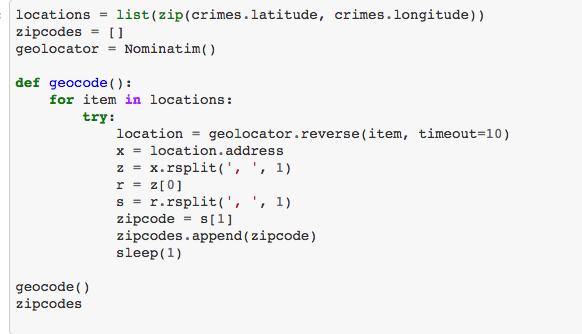 locations = list(zip(crimes.latitude, crimes.longitude))
zipcodes = []
geolocator = Nominatim()

def geocode():
    for item in locations:
        try:
            location = geolocator.reverse(item, timeout=10)
            x = location.address
            z = x.rsplit(', ', 1)
            r = z[0]
            s = r.rsplit(', ', 1)
            zipcode = s[1]
            zipcodes.append(zipcode)
            sleep(1)

geocode()
zipcodes